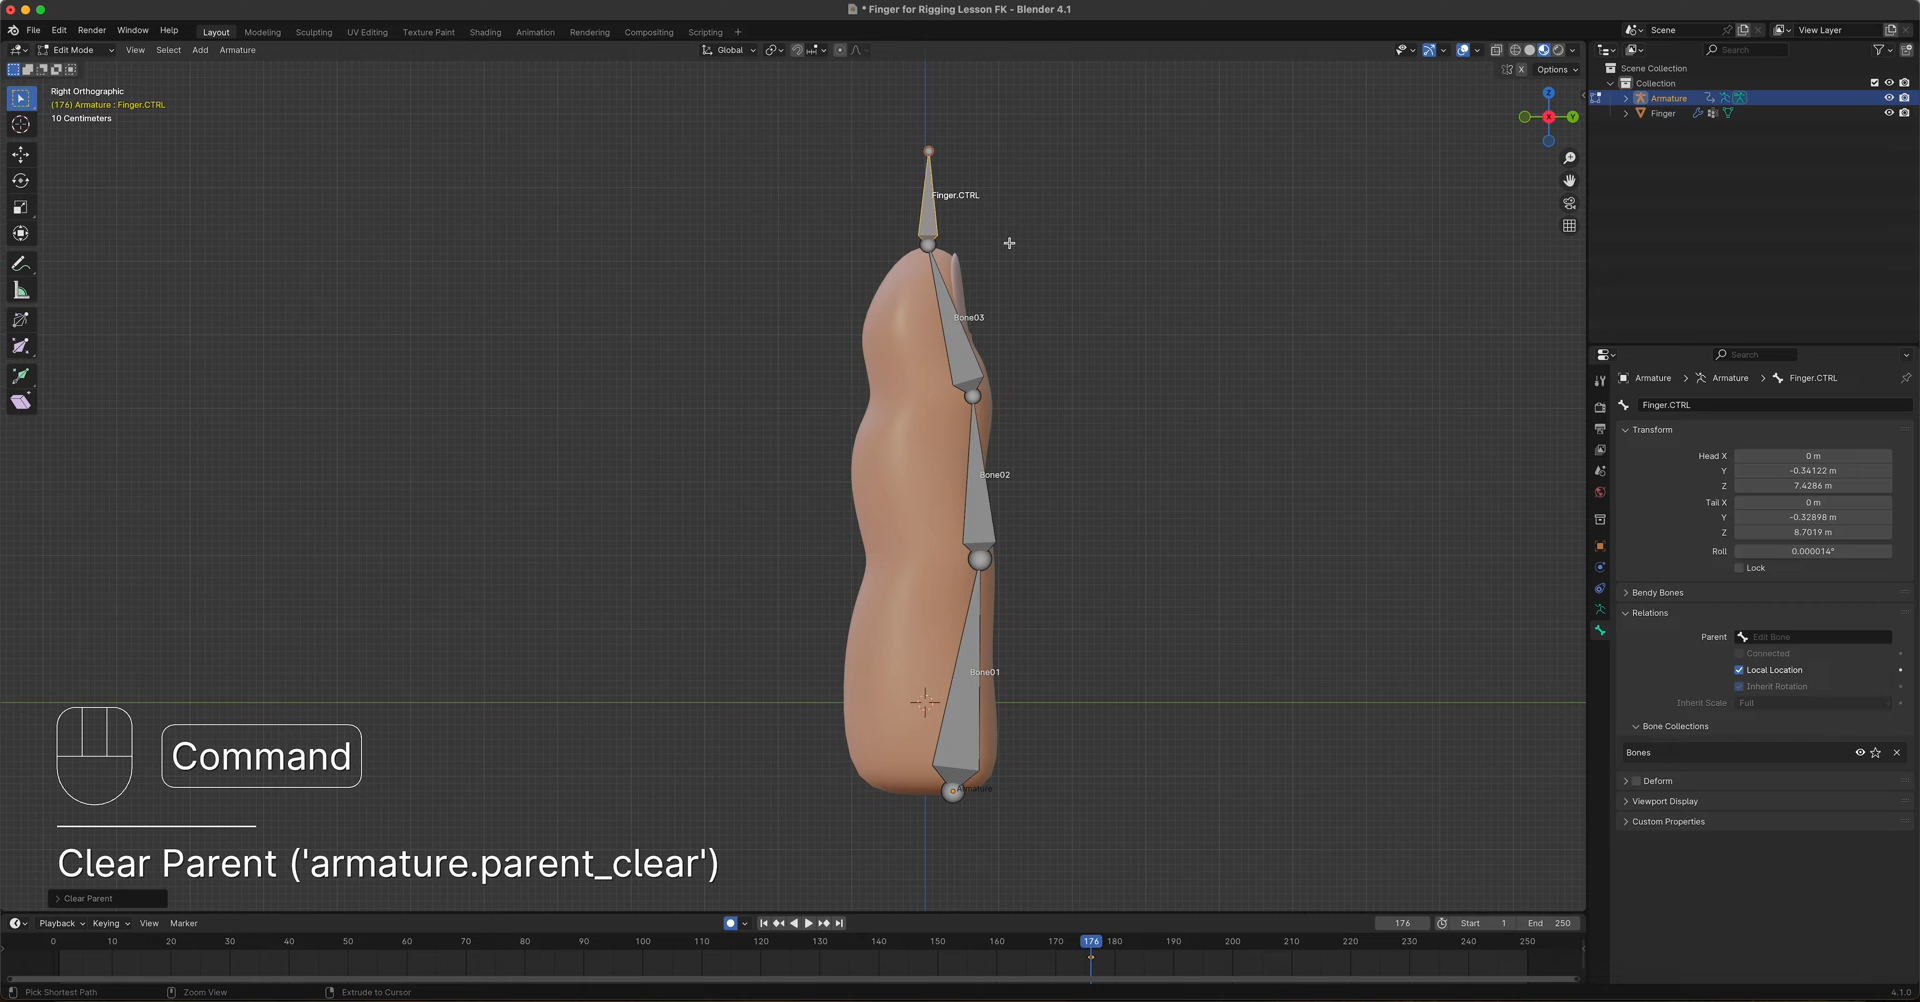 * Finger for Rigging Lesson FK - Blender 4.1
File Edit Render Window Help Layout Modeling Sculpting UV Editing Texture Paint Shading Animation Rendering Compositing Scripting + Scene View Layer
Edit Mode View Select Add Armature Global Search
X Options
Right Orthographic
(176) Armature : Finger.CTRL
10 Centimeters
Z
Y
X
Finger.CTRL
Bone03
Bone02
Bone01
Armature
Scene Collection
Collection
Armature
Finger
Search
Armature > Armature > Finger.CTRL
Finger.CTRL
Transform
Head X 0 m
Y -0.34122 m
Z 7.4286 m
Tail X 0 m
Y -0.32898 m
Z 8.7019 m
Roll 0.000014°
Lock
Bendy Bones
Relations
Parent Edit Bone
Connected
Local Location
Inherit Rotation
Inherit Scale Full
Bone Collections
Bones
Deform
Viewport Display
Custom Properties
Command
Clear Parent ('armature.parent_clear')
Clear Parent
Playback Keying View Marker 176 Start 1 End 250
0 10 20 30 40 50 60 70 80 90 100 110 120 130 140 150 160 170 176 180 190 200 210 220 230 240 250
Pick Shortest Path Zoom View Extrude to Cursor 4.1.0